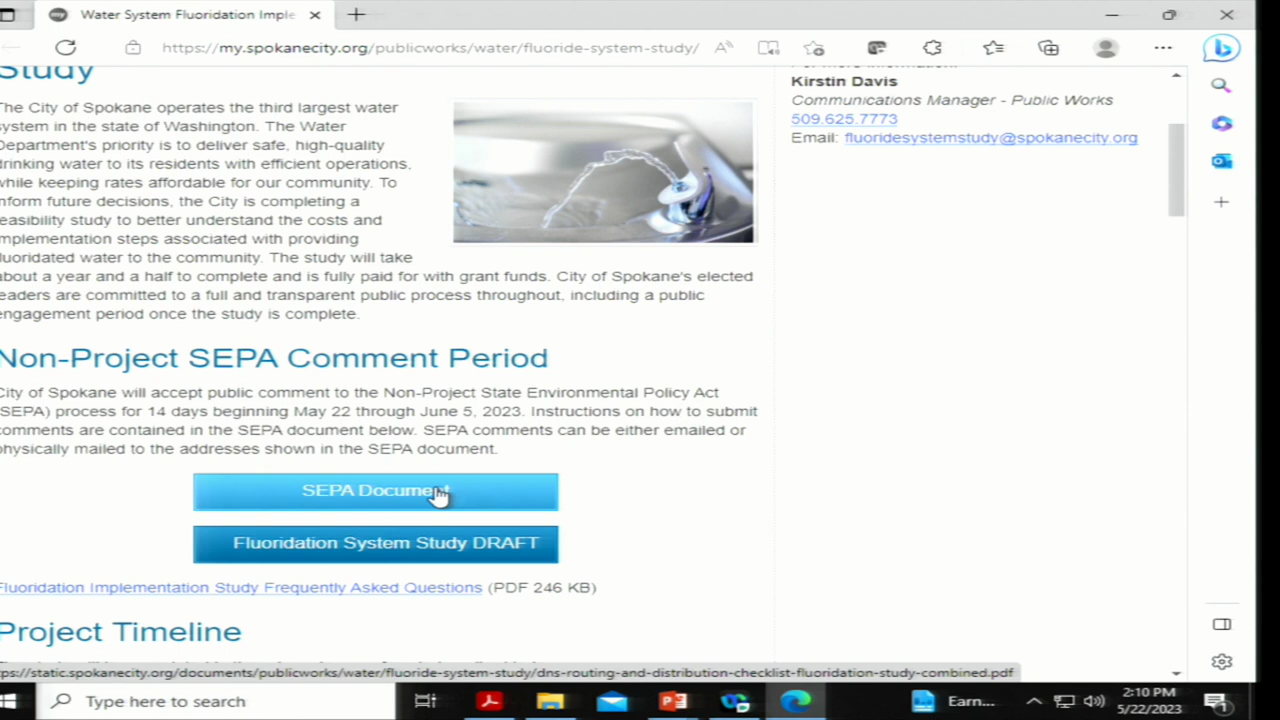 Water System Fluoridation Imple
https://my.spokanecity.org/publicworks/water/fluoride-system-study/
Study
The City of Spokane operates the third largest water
system in the state of Washington. The Water
Department's priority is to deliver safe, high-quality
drinking water to its residents with efficient operations,
while keeping rates affordable for our community. To
inform future decisions, the City is completing a
feasibility study to better understand the costs and
implementation steps associated with providing
fluoridated water to the community. The study will take
about a year and a half to complete and is fully paid for with grant funds. City of Spokane's elected
leaders are committed to a full and transparent public process throughout, including a public
engagement period once the study is complete.
Kirstin Davis
Communications Manager - Public Works
509.625.7773
Email: fluoridesystemstudy@spokanecity.org
Non-Project SEPA Comment Period
City of Spokane will accept public comment to the Non-Project State Environmental Policy Act
(SEPA) process for 14 days beginning May 22 through June 5, 2023. Instructions on how to submit
comments are contained in the SEPA document below. SEPA comments can be either emailed or
physically mailed to the addresses shown in the SEPA document.
SEPA Document
Fluoridation System Study DRAFT
Fluoridation Implementation Study Frequently Asked Questions (PDF 246 KB)
Project Timeline
tps://static.spokanecity.org/documents/publicworks/water/fluoride-system-study/dns-routing-and-distribution-checklist-fluoridation-study-combined.pdf
Type here to search
Earn...
2:10 PM
5/22/2023
1